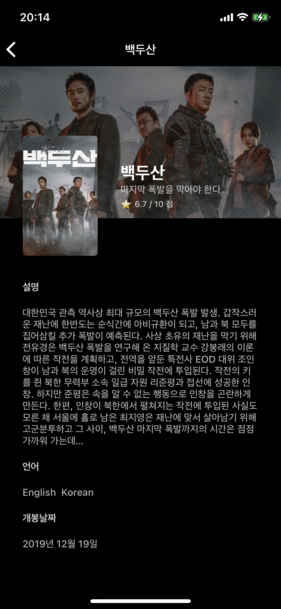 20:14
백두산
백두산
백두산
마지막 폭발을 막아야 한다
⭐ 6.7 / 10 점
설명
대한민국 관측 역사상 최대 규모의 백두산 폭발 발생. 갑작스러
운 재난에 한반도는 순식간에 아비규환이 되고, 남과 북 모두를
집어삼킬 추가 폭발이 예측된다. 사상 초유의 재난을 막기 위해
전유경은 백두산 폭발을 연구해 온 지질학 교수 강봉래의 이론
에 따른 작전을 계획하고, 전역을 앞둔 특전사 EOD 대위 조인
창이 남과 북의 운명이 걸린 비밀 작전에 투입된다. 작전의 키
를 쥔 북한 무력부 소속 일급 자원 리준평과 접선에 성공한 인
창. 하지만 준평은 속을 알 수 없는 행동으로 인창을 곤란하게
만든다. 한편, 인창이 북한에서 펼쳐지는 작전에 투입된 사실도
모른 채 서울에 홀로 남은 최지영은 재난에 맞서 살아남기 위해
고군분투하고 그 사이, 백두산 마지막 폭발까지의 시간은 점점
가까워 가는데…
언어
English Korean
개봉날짜
2019년 12월 19일